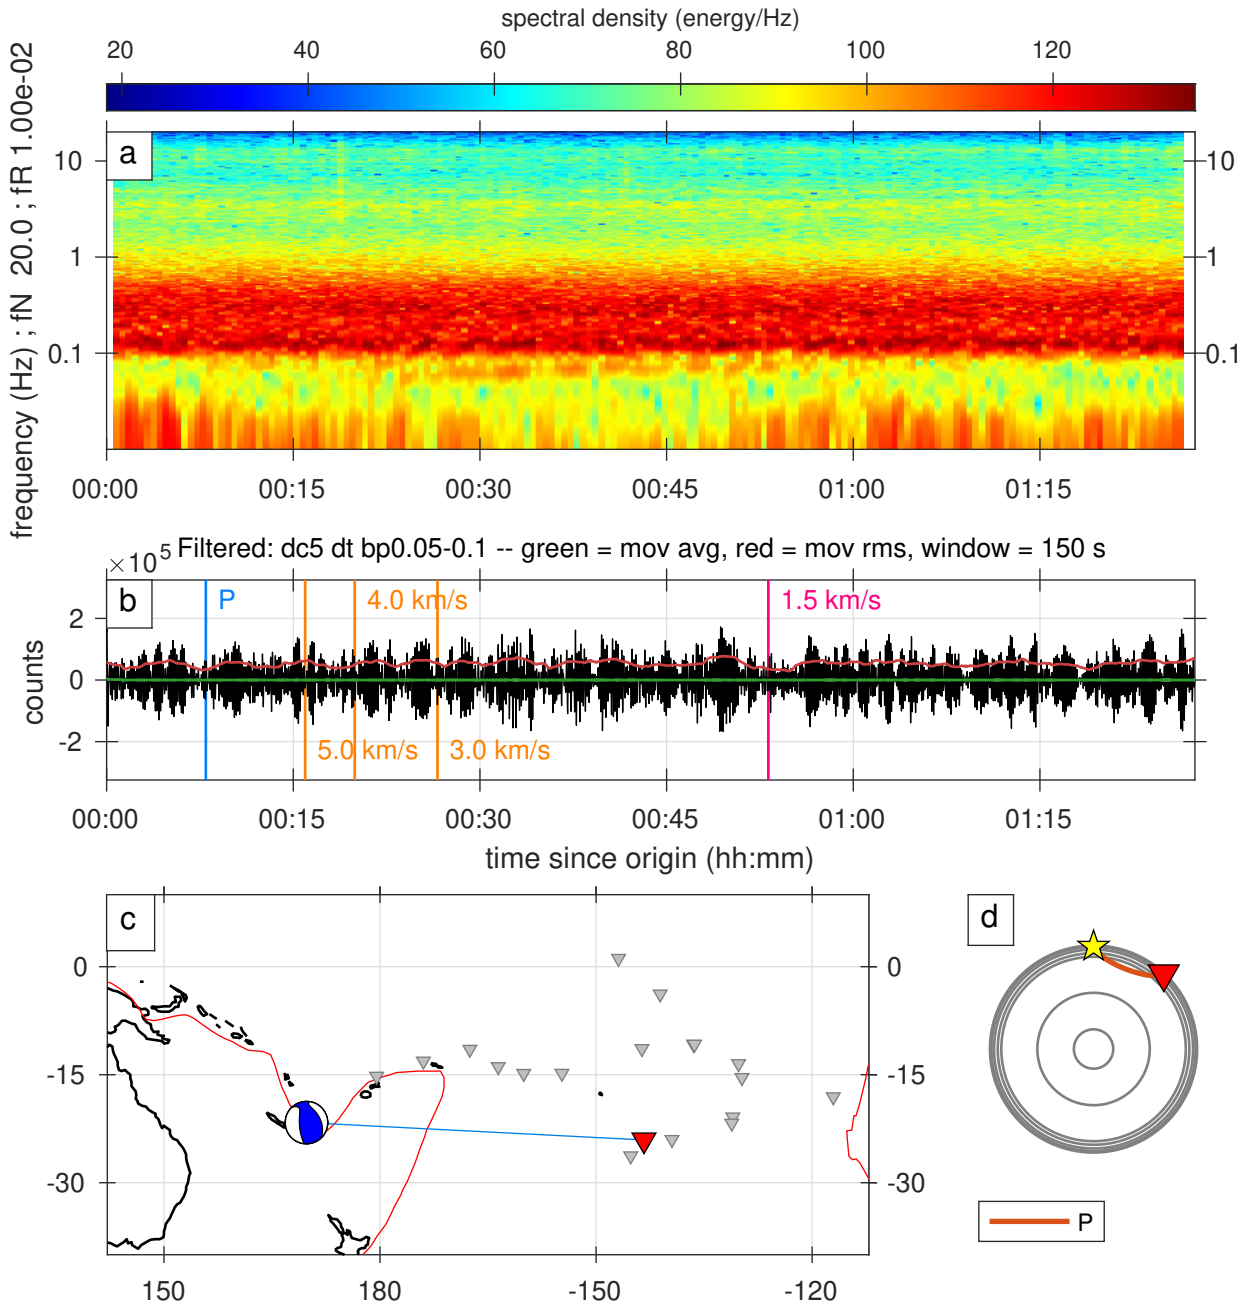 spectral density (energy/Hz)
20 40 60 80 100 120
frequency (Hz) ; fN 20.0 ; fR 1.00e-02
a
10 10
1 1
0.1 0.1
00:00 00:15 00:30 00:45 01:00 01:15
×10^5 Filtered: dc5 dt bp0.05-0.1 -- green = mov avg, red = mov rms, window = 150 s
b
P 4.0 km/s 1.5 km/s
counts
2
0
-2
5.0 km/s 3.0 km/s
00:00 00:15 00:30 00:45 01:00 01:15
time since origin (hh:mm)
c
d
0 0
-15 -15
-30 -30
P
150 180 -150 -120